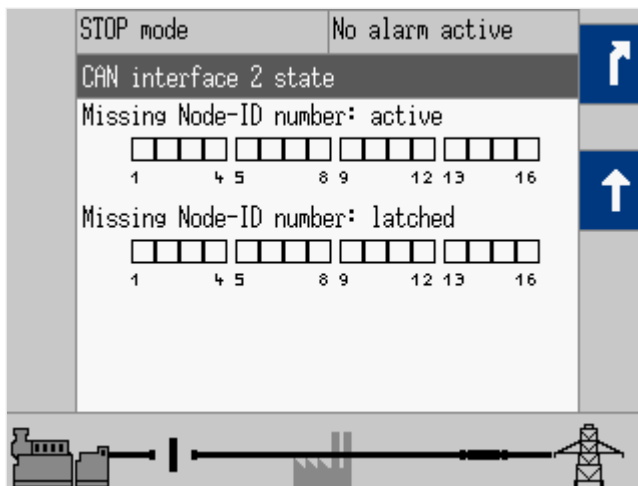 STOP mode No alarm active
CAN interface 2 state
Missing Node-ID number: active
1 4 5 8 9 12 13 16
Missing Node-ID number: latched
1 4 5 8 9 12 13 16